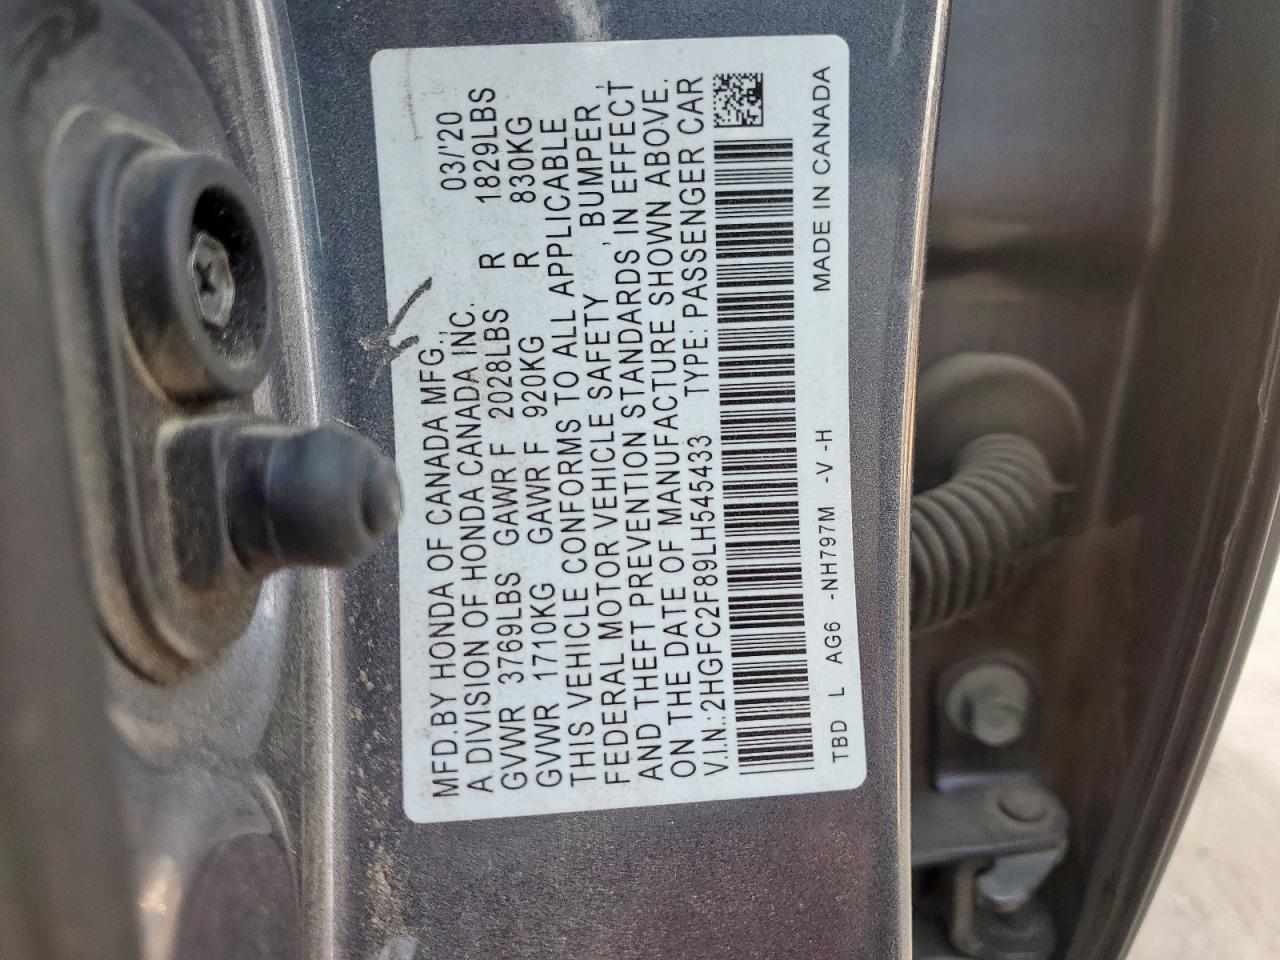 MFD.BY HONDA OF CANADA MFG., 03/'20
A DIVISION OF HONDA CANADA INC.
GVWR 3769LBS GAWR F 2028LBS R 1829LBS
GVWR 1710KG GAWR F 920KG R 830KG
THIS VEHICLE CONFORMS TO ALL APPLICABLE
FEDERAL MOTOR VEHICLE SAFETY , BUMPER ,
AND THEFT PREVENTION STANDARDS IN EFFECT
ON THE DATE OF MANUFACTURE SHOWN ABOVE.
V.I.N.:2HGFC2F89LH545433 TYPE: PASSENGER CAR
TBD L AG6 -NH797M -V -H MADE IN CANADA